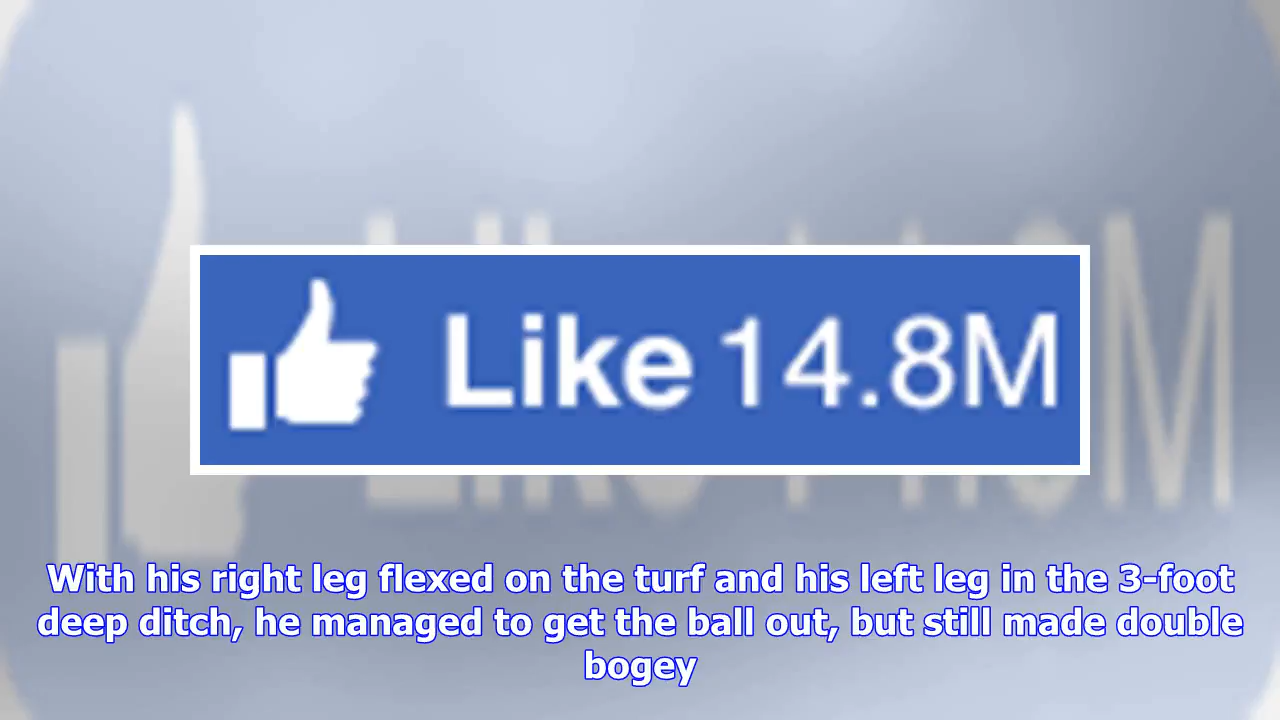 Like 14.8M
With his right leg flexed on the turf and his left leg in the 3-foot
deep ditch, he managed to get the ball out, but still made double
bogey